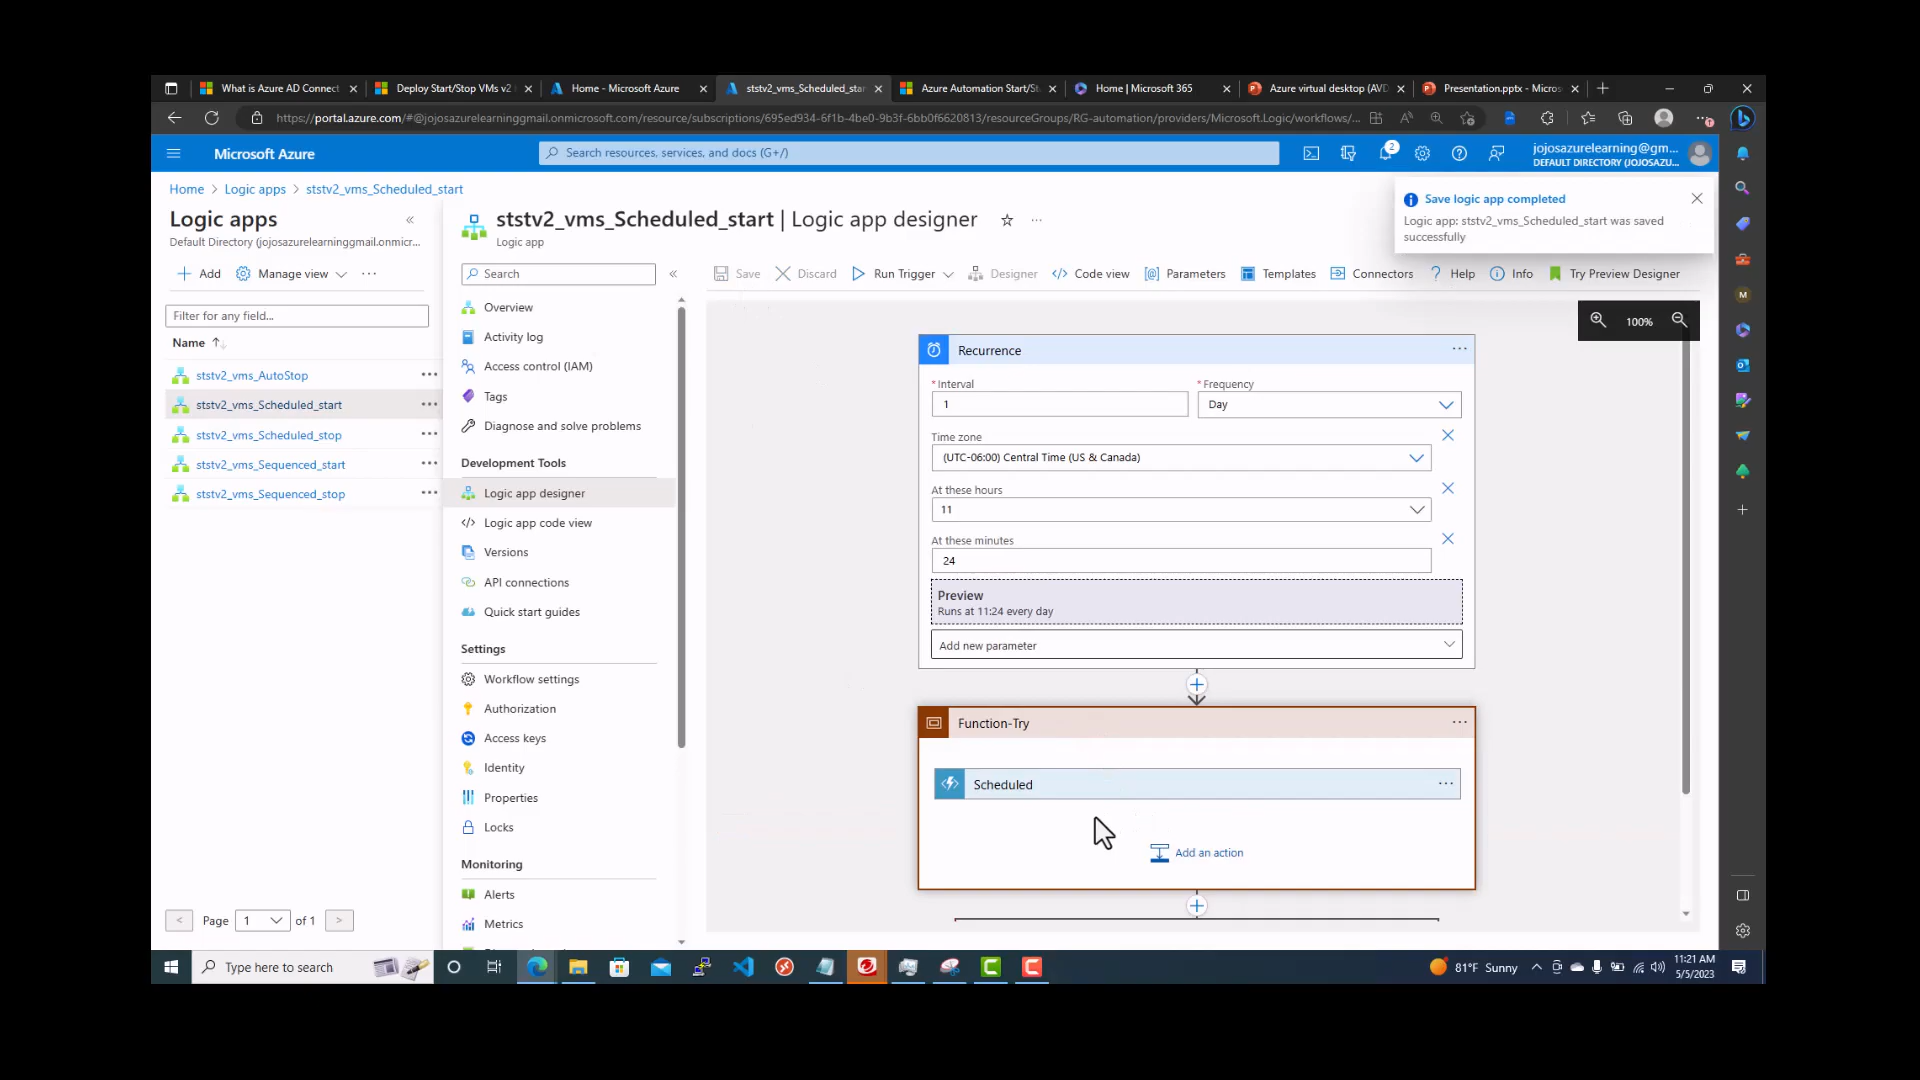 What is Azure AD Connect
Deploy Start/Stop VMs v2
Home - Microsoft Azure
ststv2_vms_Scheduled_sta
Azure Automation Start/St
Home | Microsoft 365
Azure virtual desktop (AVD
Presentation.pptx - Micros
https://portal.azure.com/#@jojosazurelearninggmail.onmicrosoft.com/resource/subscriptions/695ed934-6f1b-4be0-9b3f-6bb0f6620813/resourceGroups/RG-automation/providers/Microsoft.Logic/workflows/...
Microsoft Azure
Search resources, services, and docs (G+/)
2
jojosazurelearning@gm...
DEFAULT DIRECTORY (JOJOSAZU...
Home > Logic apps > ststv2_vms_Scheduled_start
Save logic app completed
Logic app: ststv2_vms_Scheduled_start was saved
successfully
Logic apps
Default Directory (jojosazurelearninggmail.onmicr...
Add
Manage view
Filter for any field...
Name
ststv2_vms_AutoStop
ststv2_vms_Scheduled_start
ststv2_vms_Scheduled_stop
ststv2_vms_Sequenced_start
ststv2_vms_Sequenced_stop
< Page 1 of 1 >
ststv2_vms_Scheduled_start | Logic app designer
Logic app
Search
Overview
Activity log
Access control (IAM)
Tags
Diagnose and solve problems
Development Tools
Logic app designer
Logic app code view
Versions
API connections
Quick start guides
Settings
Workflow settings
Authorization
Access keys
Identity
Properties
Locks
Monitoring
Alerts
Metrics
Save
Discard
Run Trigger
Designer
Code view
Parameters
Templates
Connectors
Help
Info
Try Preview Designer
100%
Recurrence
* Interval
1
* Frequency
Day
Time zone
(UTC-06:00) Central Time (US & Canada)
At these hours
11
At these minutes
24
Preview
Runs at 11:24 every day
Add new parameter
Function-Try
Scheduled
Add an action
M
Type here to search
81°F Sunny
11:21 AM
5/5/2023